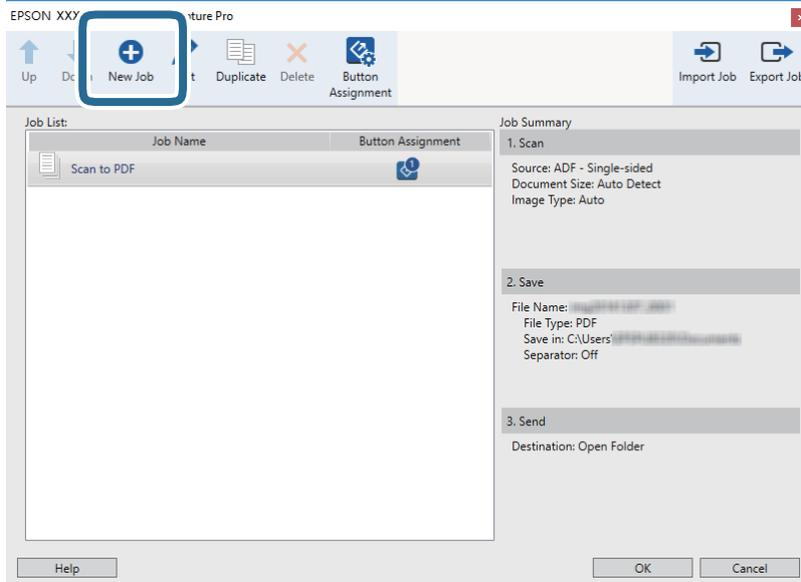 EPSON XXX ture Pro
Up
New Job
Duplicate
Delete
Button
Assignment
Import Job
Export Job
Job List:
Job Name
Button Assignment
Scan to PDF
1
Job Summary
1. Scan
Source: ADF - Single-sided
Document Size: Auto Detect
Image Type: Auto
2. Save
File Name:
File Type: PDF
Save in: C:\Users\
Separator: Off
3. Send
Destination: Open Folder
Help
OK
Cancel